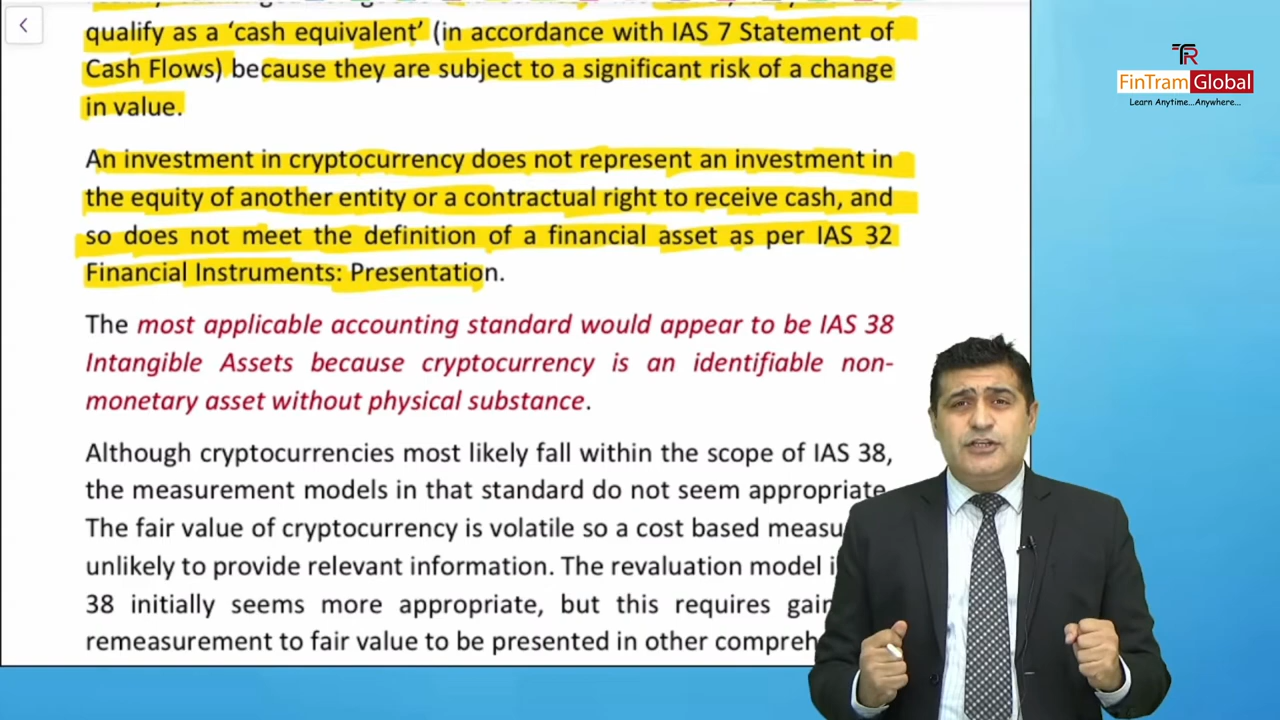 qualify as a ‘cash equivalent’ (in accordance with IAS 7 Statement of
Cash Flows) because they are subject to a significant risk of a change
in value.
An investment in cryptocurrency does not represent an investment in
the equity of another entity or a contractual right to receive cash, and
so does not meet the definition of a financial asset as per IAS 32
Financial Instruments: Presentation.
The most applicable accounting standard would appear to be IAS 38
Intangible Assets because cryptocurrency is an identifiable non-
monetary asset without physical substance.
Although cryptocurrencies most likely fall within the scope of IAS 38,
the measurement models in that standard do not seem appropriate.
The fair value of cryptocurrency is volatile so a cost based
unlikely to provide relevant information. The revaluation model
38 initially seems more appropriate, but this requires
remeasurement to fair value to be presented in other
FinTram Global
Learn Anytime...Anywhere...